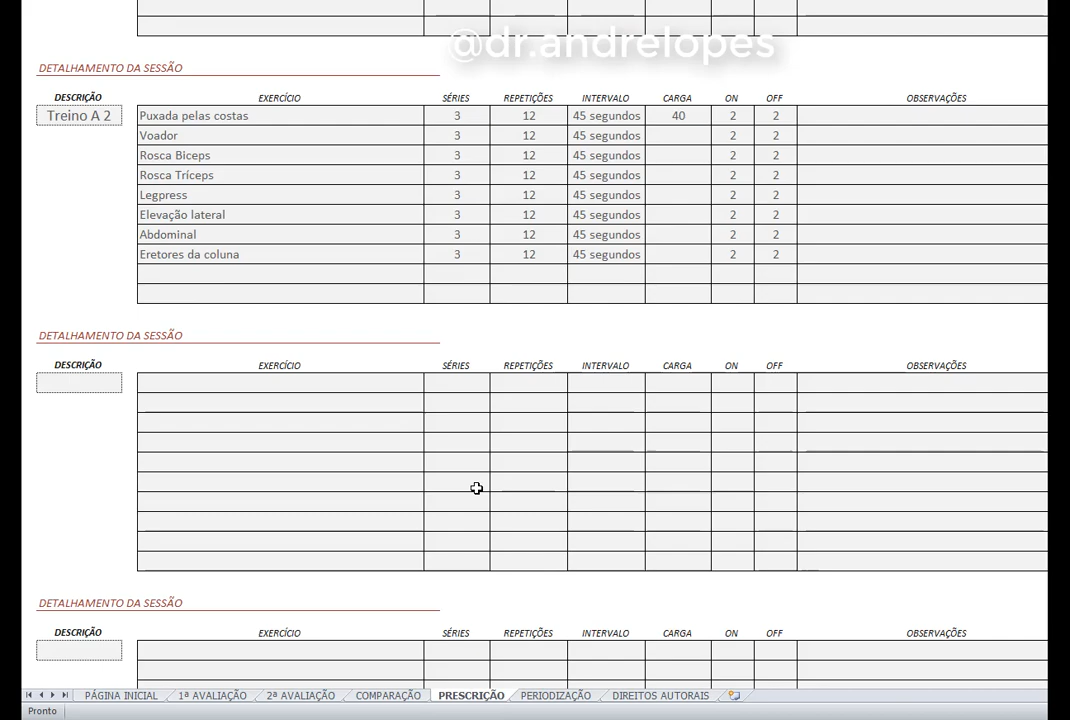 @dr.andrelopes
DETALHAMENTO DA SESSÃO
DESCRIÇÃO EXERCÍCIO SÉRIES REPETIÇÕES INTERVALO CARGA ON OFF OBSERVAÇÕES
Treino A 2 Puxada pelas costas 3 12 45 segundos 40 2 2
Voador 3 12 45 segundos 2 2
Rosca Biceps 3 12 45 segundos 2 2
Rosca Tríceps 3 12 45 segundos 2 2
Legpress 3 12 45 segundos 2 2
Elevação lateral 3 12 45 segundos 2 2
Abdominal 3 12 45 segundos 2 2
Eretores da coluna 3 12 45 segundos 2 2
DETALHAMENTO DA SESSÃO
DESCRIÇÃO EXERCÍCIO SÉRIES REPETIÇÕES INTERVALO CARGA ON OFF OBSERVAÇÕES
DETALHAMENTO DA SESSÃO
DESCRIÇÃO EXERCÍCIO SÉRIES REPETIÇÕES INTERVALO CARGA ON OFF OBSERVAÇÕES
PÁGINA INICIAL 1ª AVALIAÇÃO 2ª AVALIAÇÃO COMPARAÇÃO PRESCRIÇÃO PERIODIZAÇÃO DIREITOS AUTORAIS
Pronto